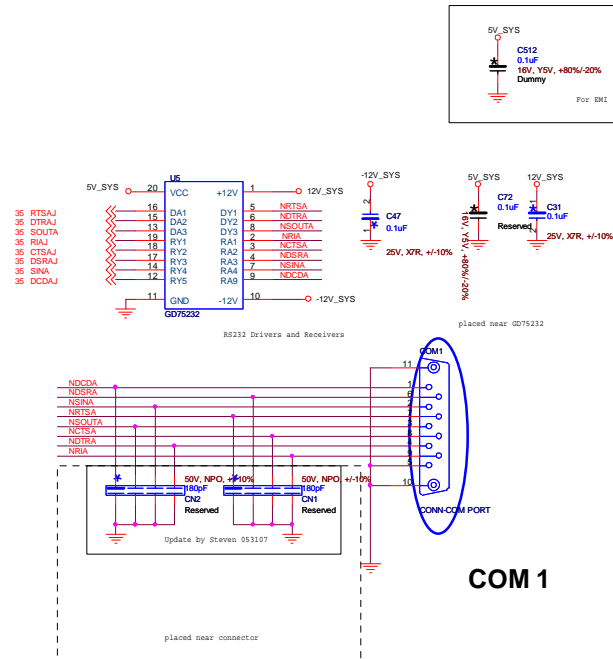 5V_SYS
C512
0.1uF
16V, Y5V, +80%/-20%
Dummy
For EMI
U5
5V_SYS 20 VCC +12V 1 12V_SYS
35 RTSAJ 16 DA1 DY1 5 NRTSA
35 DTRAJ 15 DA2 DY2 6 NDTRA
35 SOUTA 13 DA3 DY3 8 NSOUTA
35 RIAJ 19 RY1 RA1 2 NRIA
35 CTSAJ 18 RY2 RA2 3 NCTSA
35 DSRAJ 17 RY3 RA3 4 NDSRA
35 SINA 14 RY4 RA4 7 NSINA
35 DCDAJ 12 RY5 RA9 9 NDCDA
11 GND -12V 10 -12V_SYS
GD75232
RS232 Drivers and Receivers
-12V_SYS
2
C47
0.1uF
1
25V, X7R, +/-10%
5V_SYS
C72
0.1uF
Reserved
16V, Y5V, +80%/-20%
12V_SYS
1
C31
0.1uF
2
25V, X7R, +/-10%
placed near GD75232
COM1
11
NDCDA 1
NDSRA 6
NSINA
NRTSA
NSOUTA
NCTSA 8
NDTRA
NRIA
5
10
CONN-COM PORT
50V, NPO, +/-10%
180pF
CN2
Reserved
50V, NPO, +/-10%
180pF
CN1
Reserved
Update by Steven 053107
placed near connector
COM 1